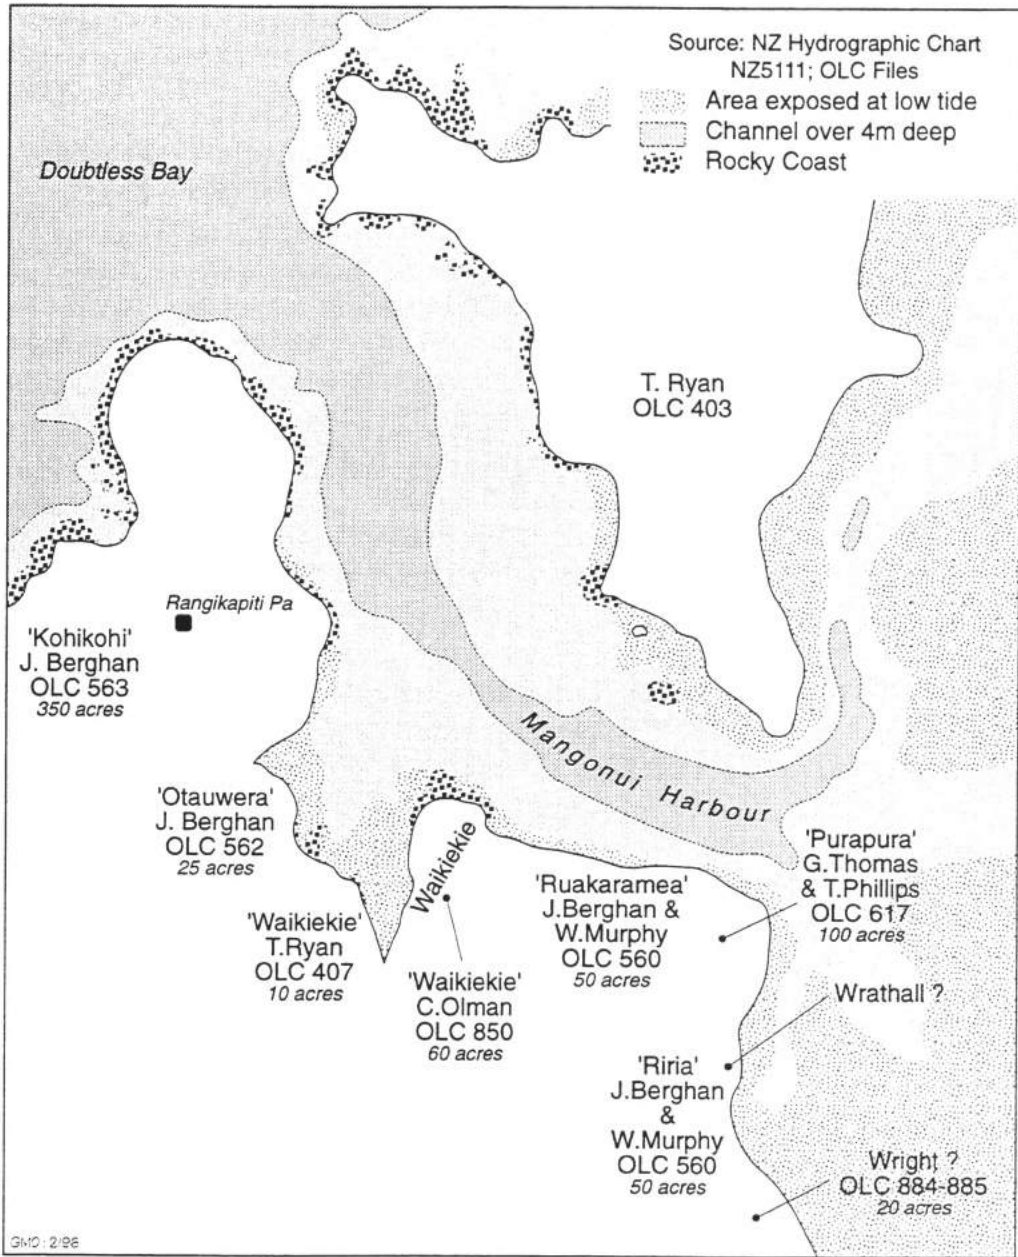 Source: NZ Hydrographic Chart
NZ5111; OLC Files
Area exposed at low tide
Channel over 4m deep
Rocky Coast
Doubtless Bay
T. Ryan
OLC 403
Rangikapiti Pa
'Kohikohi'
J. Berghan
OLC 563
350 acres
Mangonui Harbour
'Otauwera'
J. Berghan
OLC 562
25 acres
'Waikiekie'
T.Ryan
OLC 407
10 acres
Waikiekie
'Waikiekie'
C.Olman
OLC 850
60 acres
'Ruakaramea'
J.Berghan &
W.Murphy
OLC 560
50 acres
'Purapura'
G.Thomas
& T.Phillips
OLC 617
100 acres
Wrathall ?
'Riria'
J.Berghan
&
W.Murphy
OLC 560
50 acres
Wright ?
OLC 884-885
20 acres